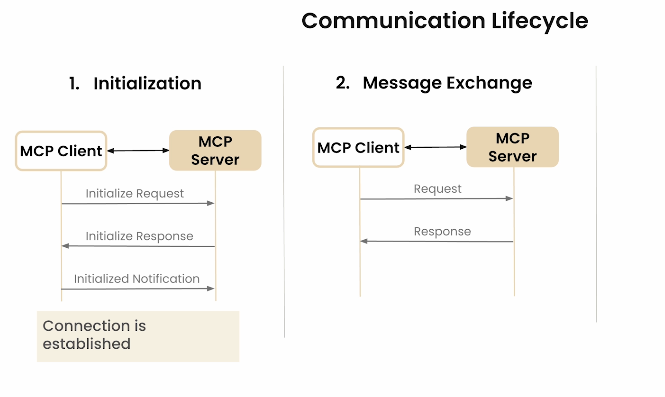 Communication Lifecycle
1. Initialization
MCP Client
MCP
Server
Initialize Request
Initialize Response
Initialized Notification
Connection is
established
2. Message Exchange
MCP Client
MCP
Server
Request
Response